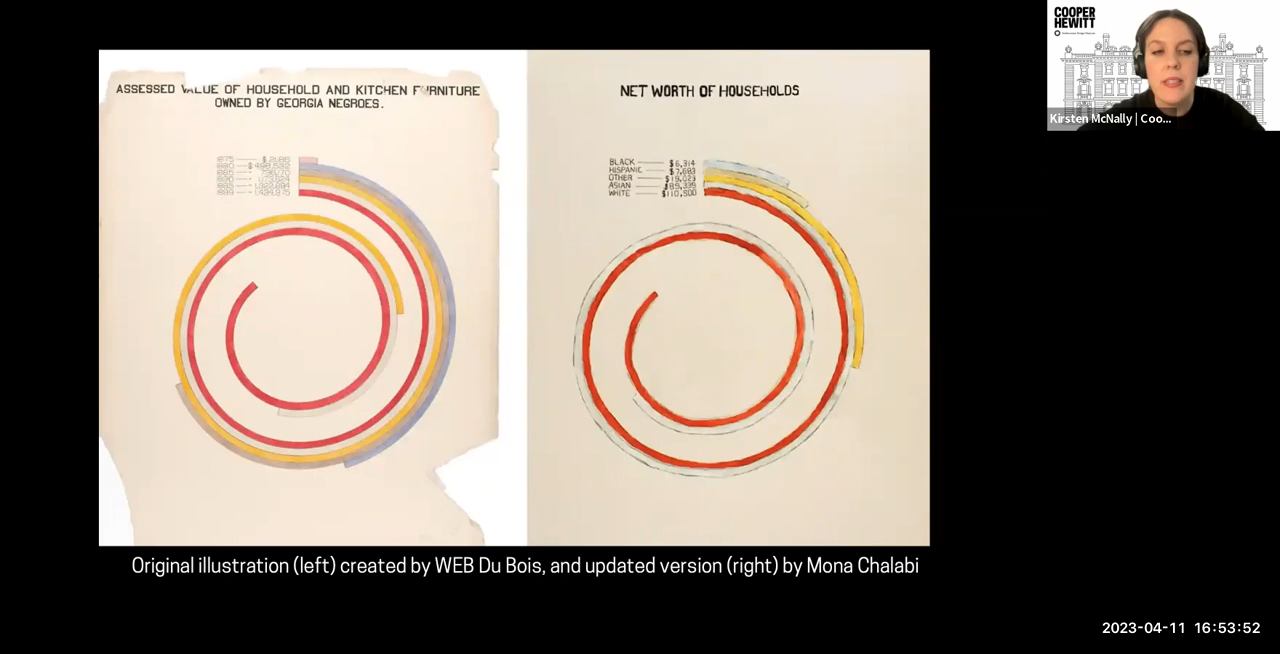 COOPER
HEWITT
Kirsten McNally | Coo...
ASSESSED VALUE OF HOUSEHOLD AND KITCHEN FURNITURE
OWNED BY GEORGIA NEGROES.
NET WORTH OF HOUSEHOLDS
BLACK $6,314
HISPANIC $7,683
OTHER $19,023
ASIAN $89,339
WHITE $110,500
Original illustration (left) created by WEB Du Bois, and updated version (right) by Mona Chalabi
2023-04-11 16:53:52